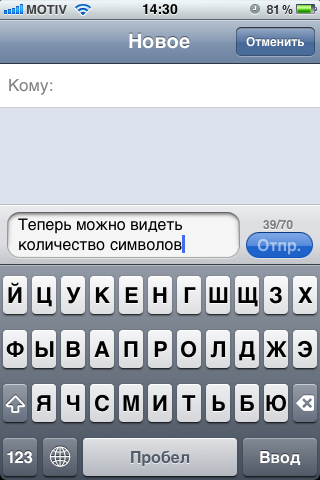 MOTIV 14:30 81 %
Новое Отменить
Кому:
Теперь можно видеть
количество символов
39/70
Отпр.
Й Ц У К Е Н Г Ш Щ З Х
Ф Ы В А П Р О Л Д Ж Э
Я Ч С М И Т Ь Б Ю
123 Пробел Ввод